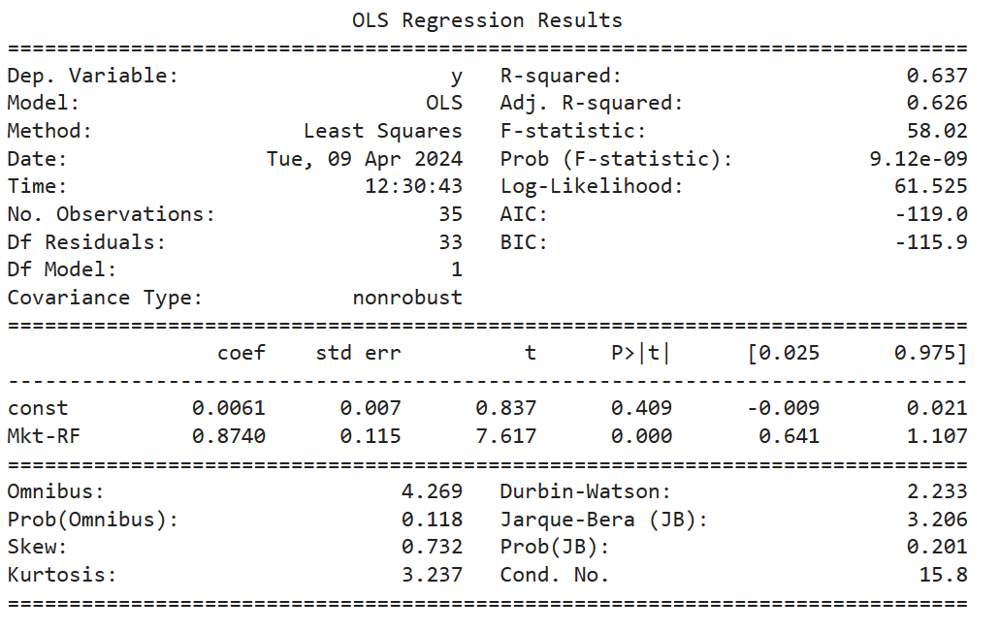 OLS Regression Results
==============================================================================
Dep. Variable:                      y   R-squared:                       0.637
Model:                            OLS   Adj. R-squared:                  0.626
Method:                 Least Squares   F-statistic:                     58.02
Date:                Tue, 09 Apr 2024   Prob (F-statistic):           9.12e-09
Time:                        12:30:43   Log-Likelihood:                 61.525
No. Observations:                  35   AIC:                            -119.0
Df Residuals:                      33   BIC:                            -115.9
Df Model:                           1
Covariance Type:            nonrobust
==============================================================================
                 coef    std err          t      P>|t|      [0.025      0.975]
------------------------------------------------------------------------------
const          0.0061      0.007      0.837      0.409      -0.009       0.021
Mkt-RF         0.8740      0.115      7.617      0.000       0.641       1.107
==============================================================================
Omnibus:                        4.269   Durbin-Watson:                   2.233
Prob(Omnibus):                  0.118   Jarque-Bera (JB):                3.206
Skew:                           0.732   Prob(JB):                        0.201
Kurtosis:                       3.237   Cond. No.                         15.8
==============================================================================